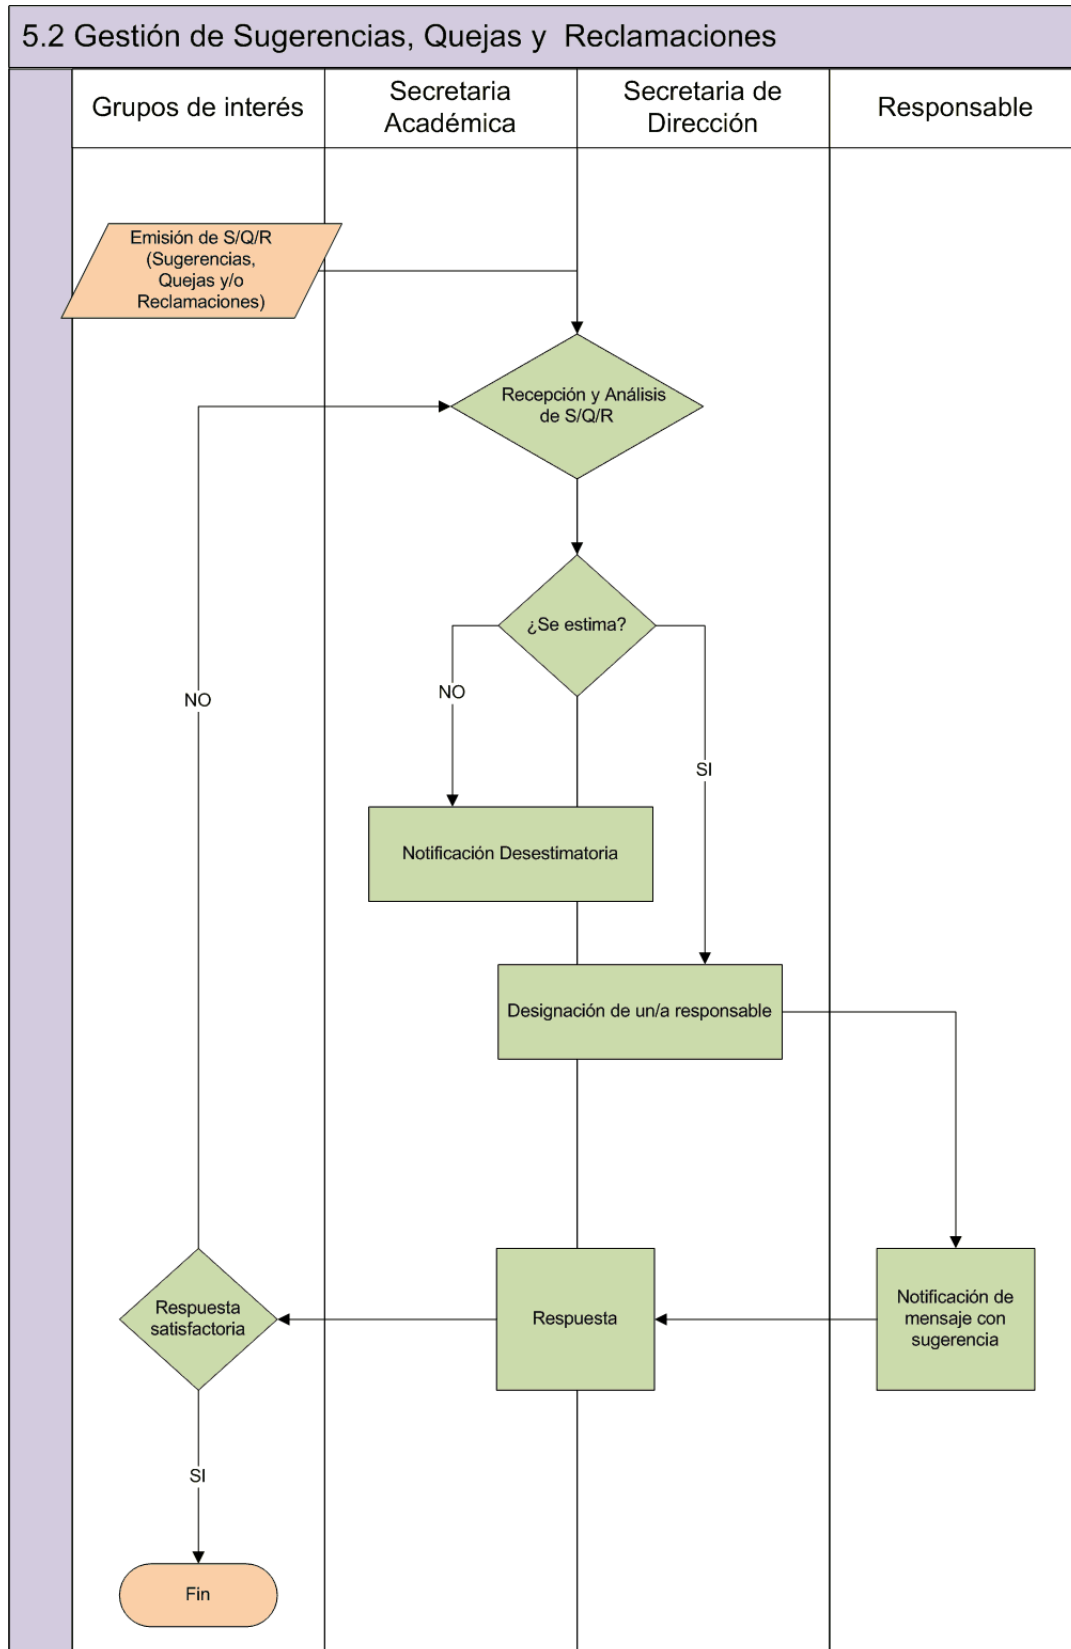 5.2 Gestión de Sugerencias, Quejas y  Reclamaciones
Grupos de interés
Secretaria
Académica
Secretaria de
Dirección
Responsable
Emisión de S/Q/R
(Sugerencias,
Quejas y/o
Reclamaciones)
Recepción y Análisis
de S/Q/R
¿Se estima?
NO
NO
SI
Notificación Desestimatoria
Designación de un/a responsable
Respuesta
satisfactoria
Respuesta
Notificación de
mensaje con
sugerencia
SI
Fin